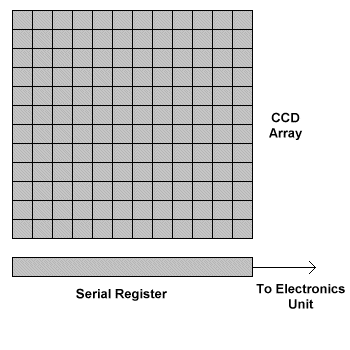 CCD
Array
Serial Register
To Electronics
Unit